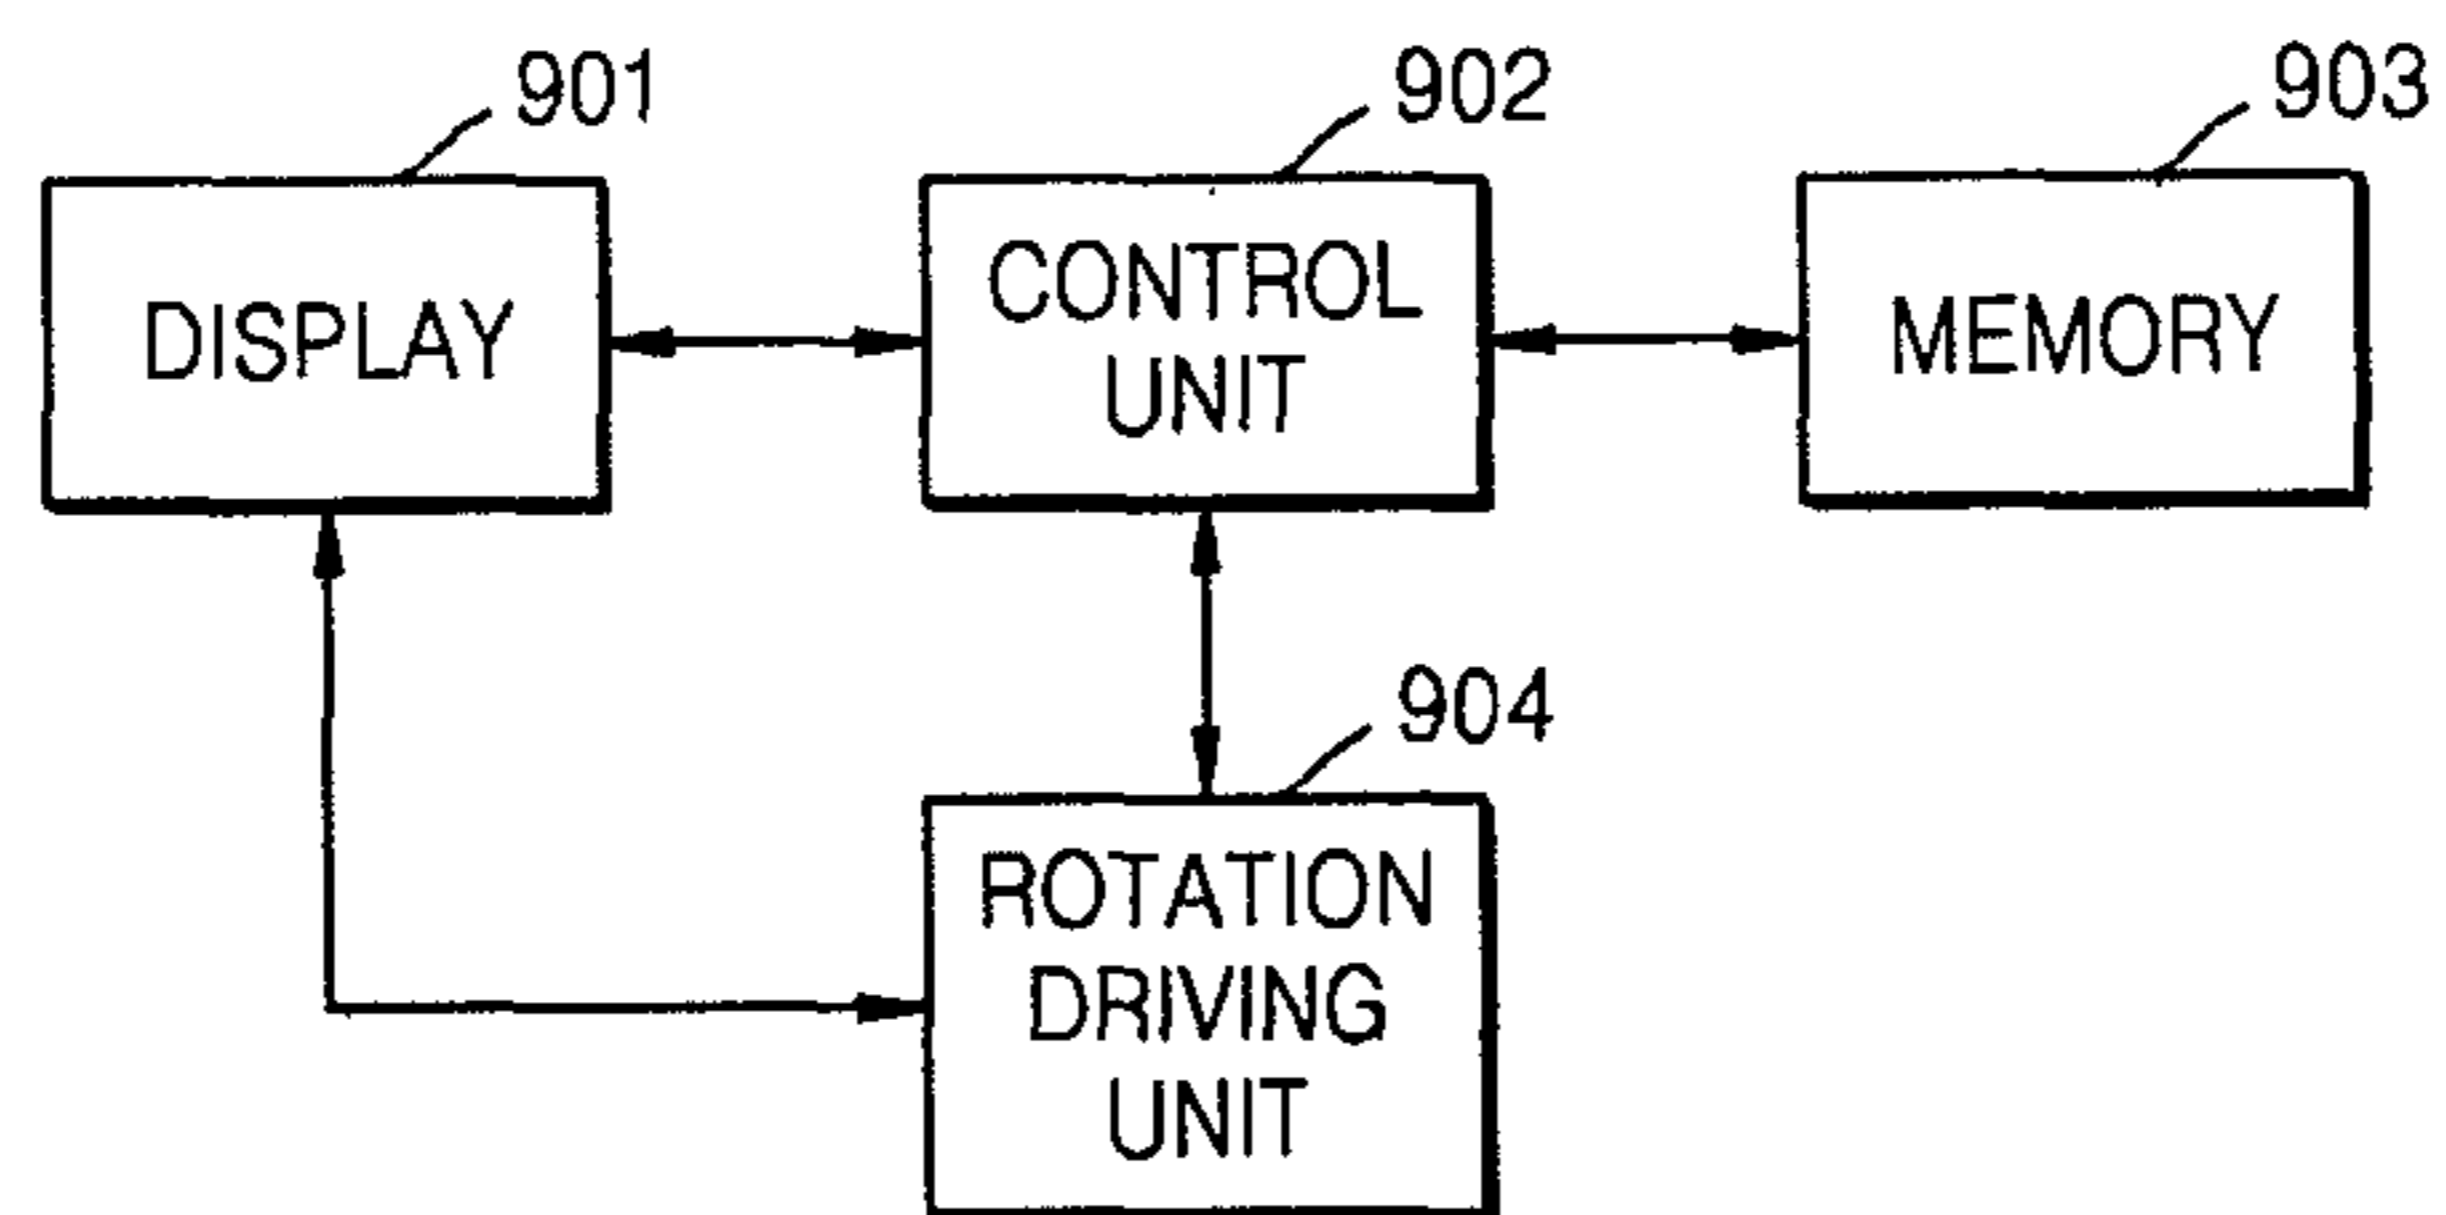 901
902
903
DISPLAY
CONTROL
UNIT
MEMORY
904
ROTATION
DRIVING
UNIT